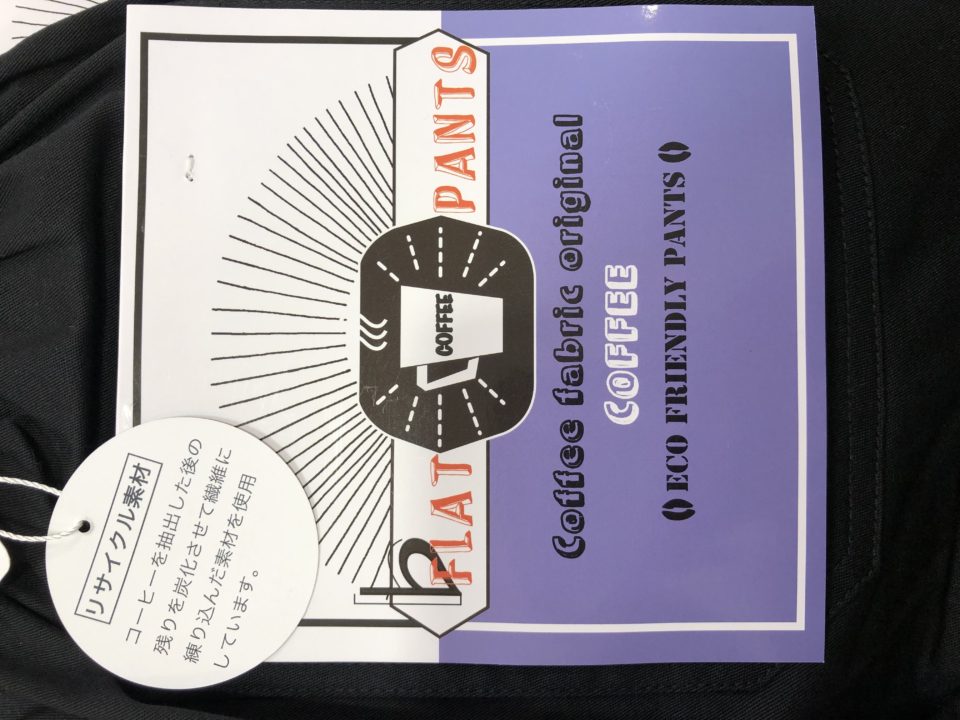 FLAT PANTS
COFFEE
Coffee fabric original
COFFEE
ECO FRIENDLY PANTS
リサイクル素材
コーヒーを抽出した後の
残りを炭化させて繊維に
練り込んだ素材を使用
しています。